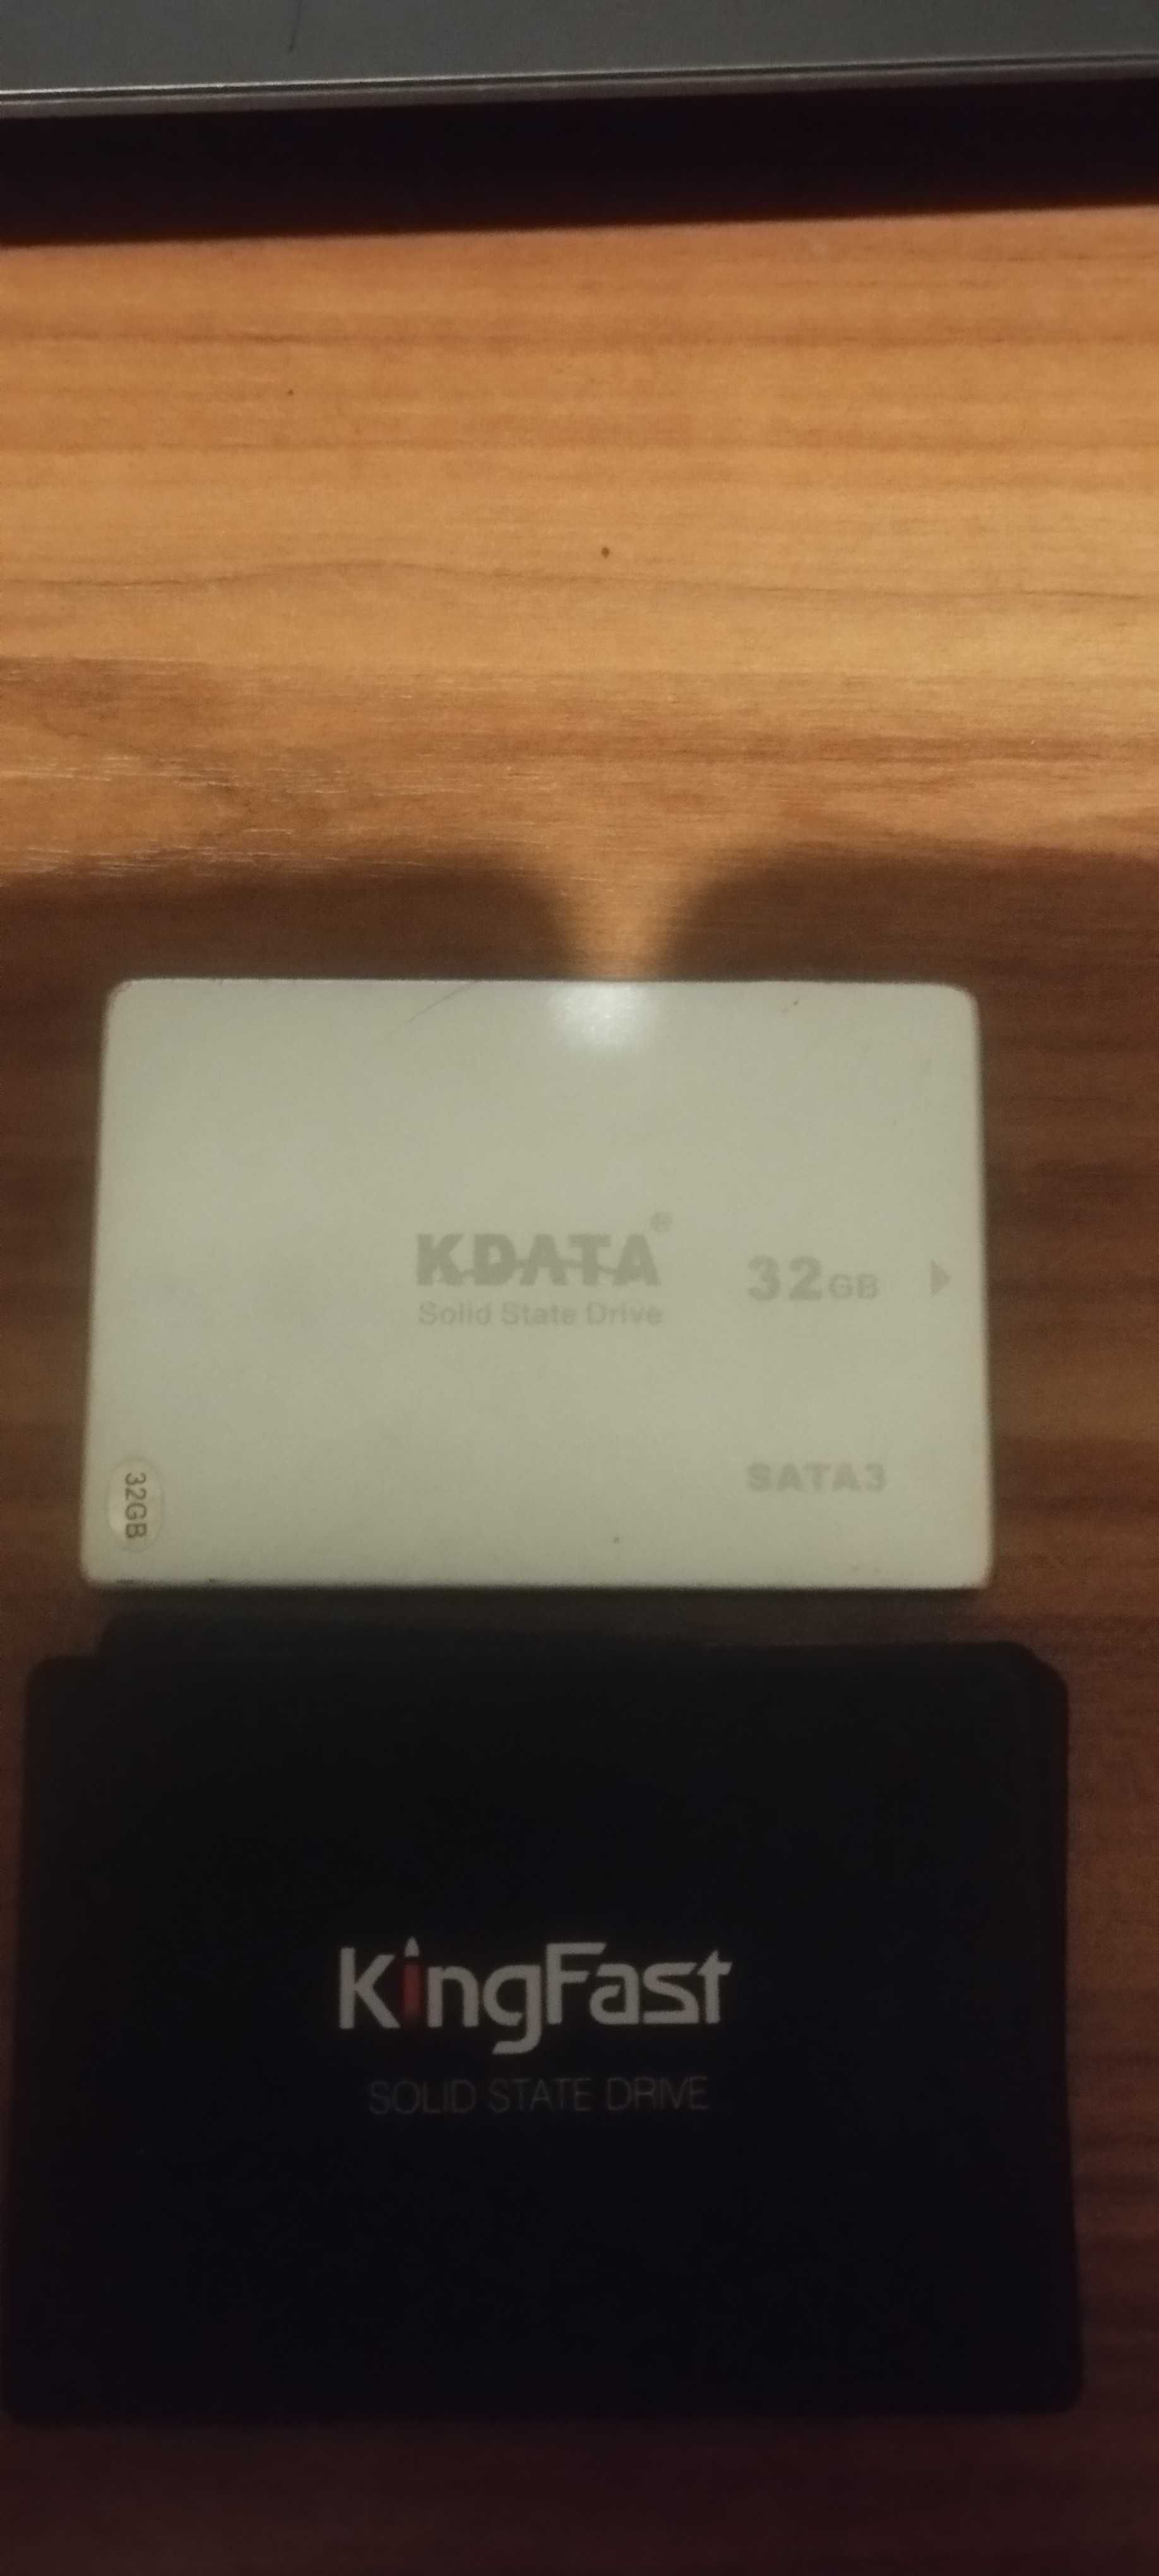 KDATA®
Solid State Drive
32GB
SATA3
32GB
KingFast
SOLID STATE DRIVE